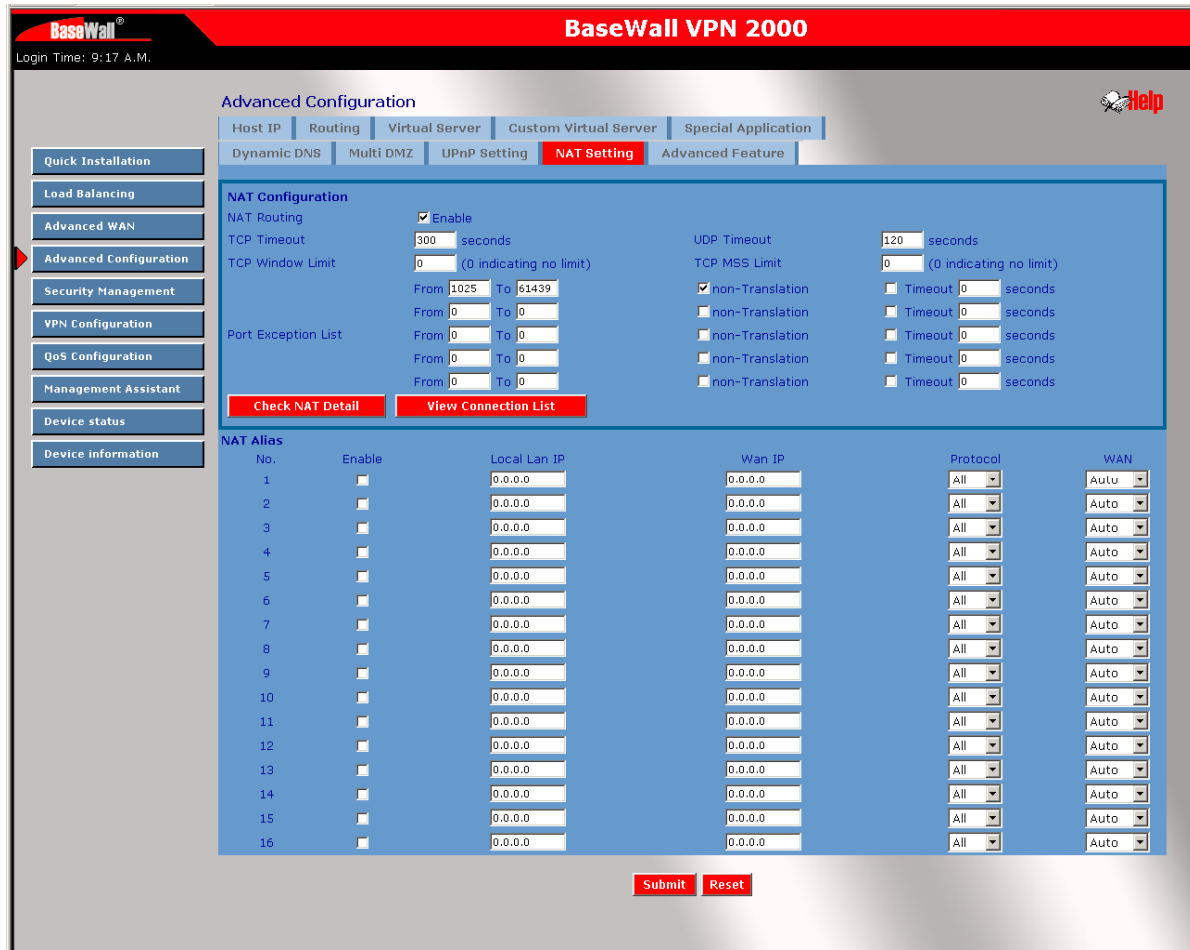 BaseWall®
BaseWall VPN 2000
Login Time: 9:17 A.M.
Advanced Configuration
Help
Host IP Routing Virtual Server Custom Virtual Server Special Application
Dynamic DNS Multi DMZ UPnP Setting NAT Setting Advanced Feature
Quick Installation
Load Balancing
Advanced WAN
Advanced Configuration
Security Management
VPN Configuration
QoS Configuration
Management Assistant
Device status
Device information
NAT Configuration
NAT Routing Enable
TCP Timeout 300 seconds UDP Timeout 120 seconds
TCP Window Limit 0 (0 indicating no limit) TCP MSS Limit 0 (0 indicating no limit)
From 1025 To 61439 non-Translation Timeout 0 seconds
From 0 To 0 non-Translation Timeout 0 seconds
Port Exception List From 0 To 0 non-Translation Timeout 0 seconds
From 0 To 0 non-Translation Timeout 0 seconds
From 0 To 0 non-Translation Timeout 0 seconds
Check NAT Detail View Connection List
NAT Alias
No. Enable Local Lan IP Wan IP Protocol WAN
1 0.0.0.0 0.0.0.0 All Auto
2 0.0.0.0 0.0.0.0 All Auto
3 0.0.0.0 0.0.0.0 All Auto
4 0.0.0.0 0.0.0.0 All Auto
5 0.0.0.0 0.0.0.0 All Auto
6 0.0.0.0 0.0.0.0 All Auto
7 0.0.0.0 0.0.0.0 All Auto
8 0.0.0.0 0.0.0.0 All Auto
9 0.0.0.0 0.0.0.0 All Auto
10 0.0.0.0 0.0.0.0 All Auto
11 0.0.0.0 0.0.0.0 All Auto
12 0.0.0.0 0.0.0.0 All Auto
13 0.0.0.0 0.0.0.0 All Auto
14 0.0.0.0 0.0.0.0 All Auto
15 0.0.0.0 0.0.0.0 All Auto
16 0.0.0.0 0.0.0.0 All Auto
Submit Reset